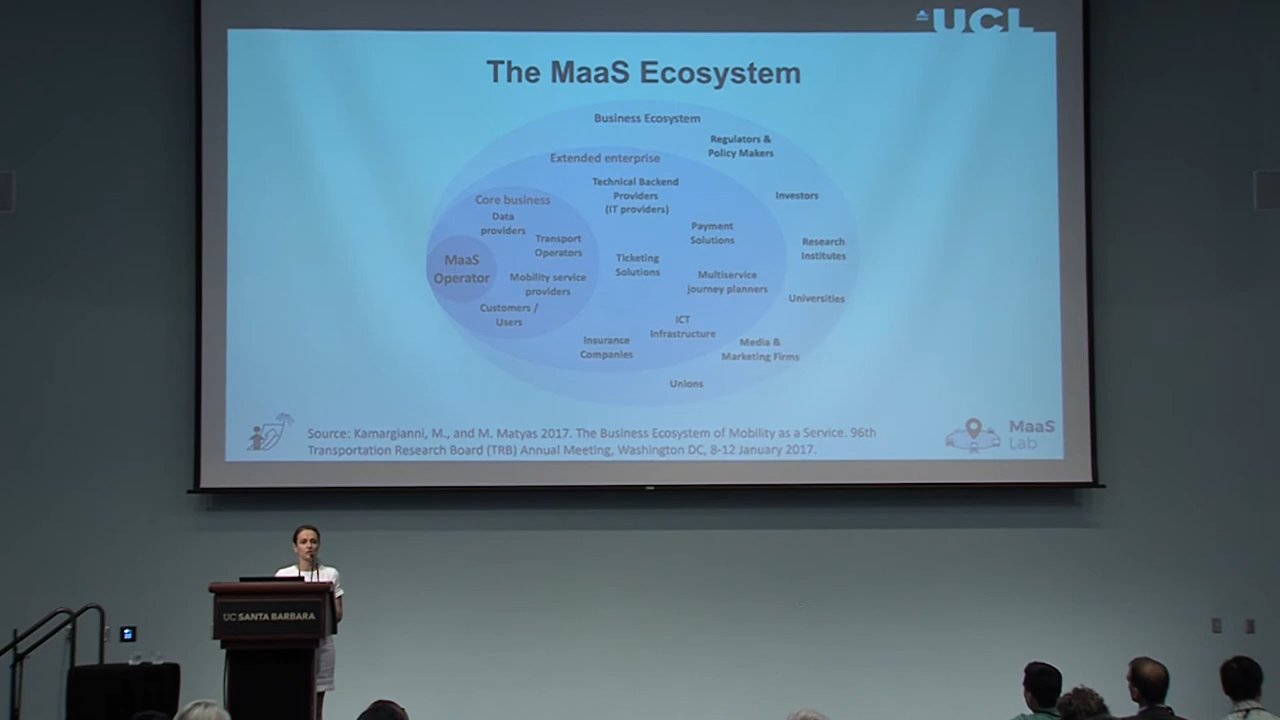 UCL
The MaaS Ecosystem
Business Ecosystem
Regulators &
Policy Makers
Extended enterprise
Technical Backend
Providers
(IT providers)
Investors
Core business
Data
providers
Transport
Operators
Payment
Solutions
Research
Institutes
MaaS
Operator
Ticketing
Solutions
Mobility service
providers
Multiservice
journey planners
Universities
Customers /
Users
ICT
Infrastructure
Insurance
Companies
Media &
Marketing Firms
Unions
Source: Kamargianni, M., and M. Matyas 2017. The Business Ecosystem of Mobility as a Service. 96th
Transportation Research Board (TRB) Annual Meeting, Washington DC, 8-12 January 2017.
MaaS
Lab
UC SANTA BARBARA